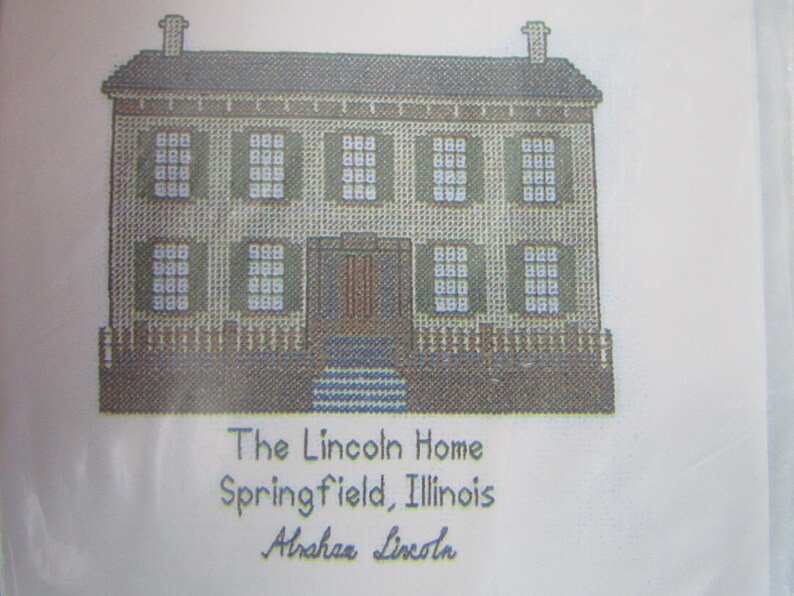 The Lincoln Home
Springfield, Illinois
Abraham Lincoln